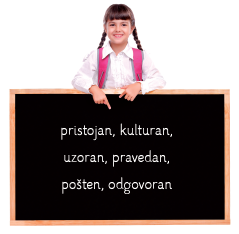 pristojan, kulturan,
uzoran, pravedan,
pošten, odgovoran